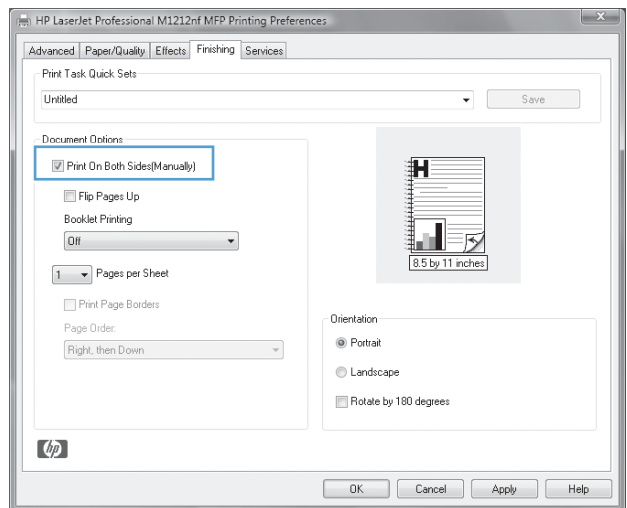 HP LaserJet Professional M1212nf MFP Printing Preferences
x
Advanced Paper/Quality Effects Finishing Services
Print Task Quick Sets
Untitled
Save
Document Options
Print On Both Sides(Manually)
Flip Pages Up
Booklet Printing
Off
1 Pages per Sheet
Print Page Borders
Page Order:
Right, then Down
H
8.5 by 11 inches
Orientation
Portrait
Landscape
Rotate by 180 degrees
hp
OK Cancel Apply Help